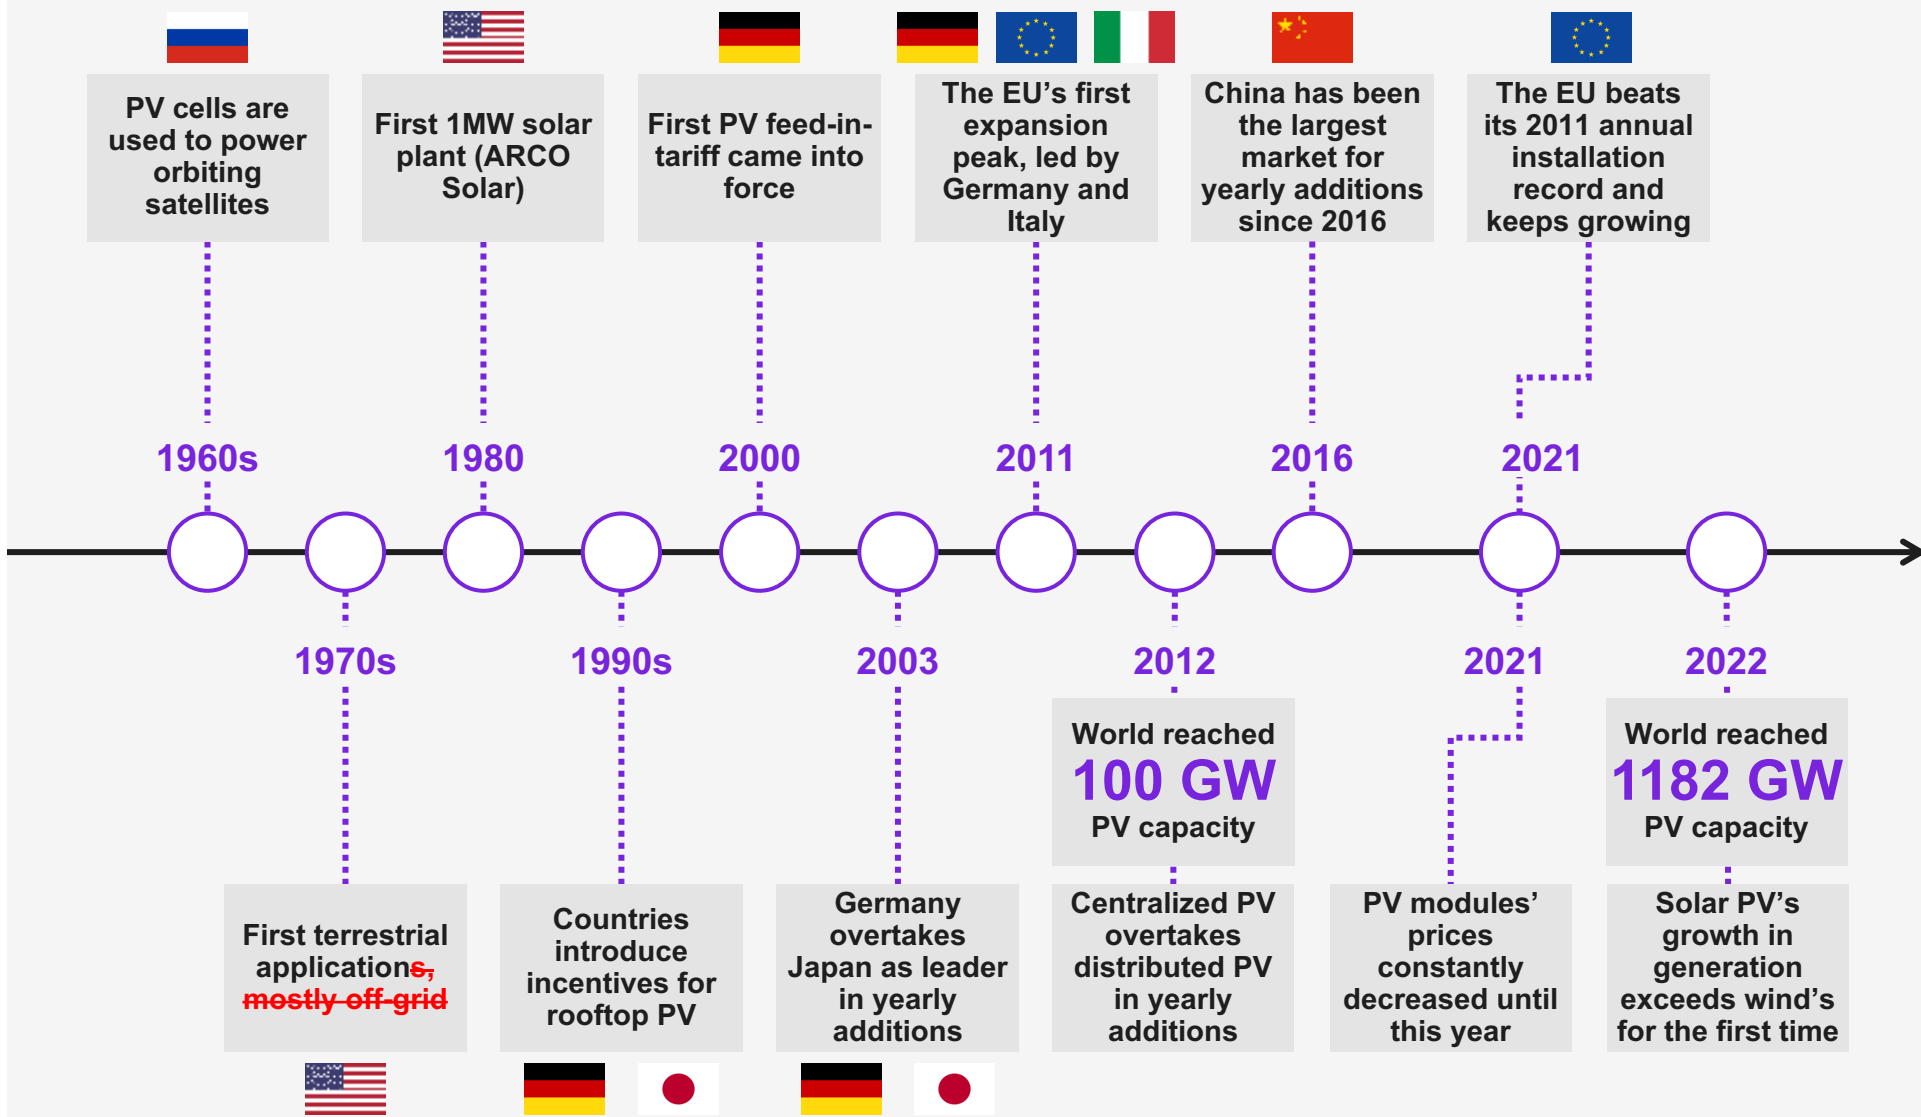 PV cells are
used to power
orbiting
satellites
First 1MW solar
plant (ARCO
Solar)
First PV feed-in-
tariff came into
force
The EU’s first
expansion
peak, led by
Germany and
Italy
China has been
the largest
market for
yearly additions
since 2016
The EU beats
its 2011 annual
installation
record and
keeps growing
1960s
1980
2000
2011
2016
2021
1970s
1990s
2003
2012
2021
2022
First terrestrial
applications,
mostly off-grid
Countries
introduce
incentives for
rooftop PV
Germany
overtakes
Japan as leader
in yearly
additions
World reached
100 GW
PV capacity
Centralized PV
overtakes
distributed PV
in yearly
additions
PV modules’
prices
constantly
decreased until
this year
World reached
1182 GW
PV capacity
Solar PV’s
growth in
generation
exceeds wind’s
for the first time